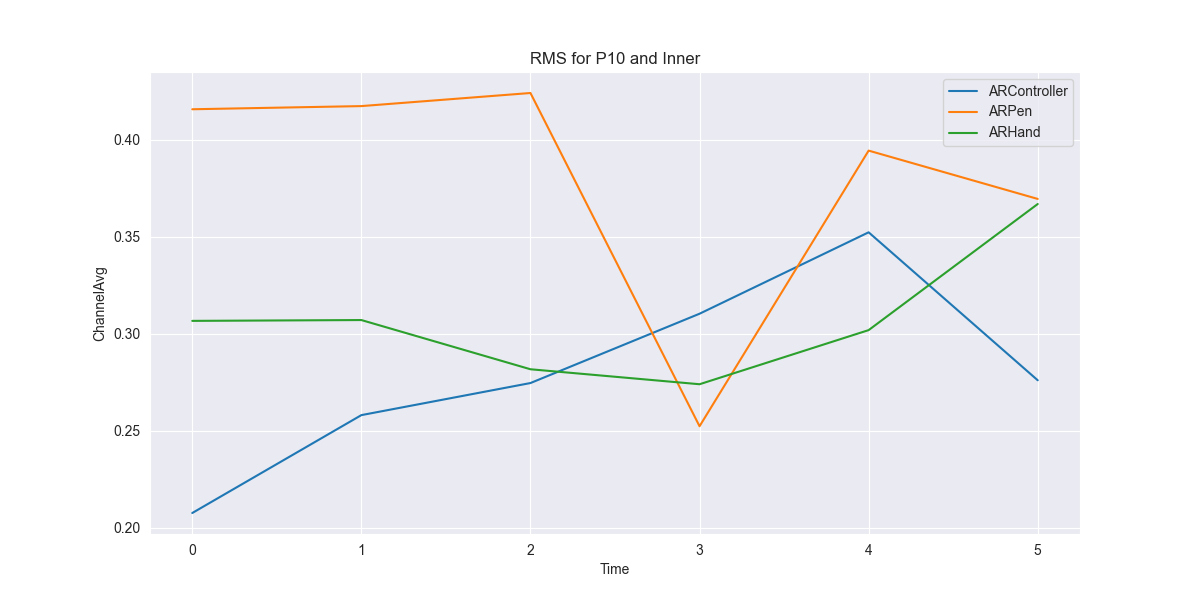 RMS for P10 and Inner
ARController
ARPen
ARHand
ChannelAvg
0.40
0.35
0.30
0.25
0.20
0 1 2 3 4 5
Time